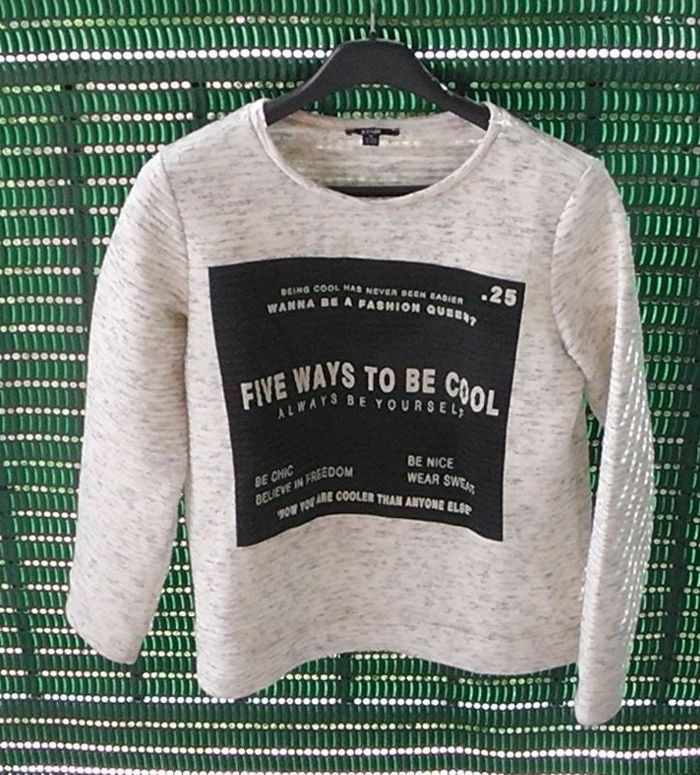 BEING COOL HAS NEVER BEEN EASIER
.25
WANNA BE A FASHION QUEEN?
FIVE WAYS TO BE COOL
ALWAYS BE YOURSELF
BE CHIC
BELIEVE IN FREEDOM
BE NICE
WEAR SWEAT
'NOW YOU ARE COOLER THAN ANYONE ELSE'